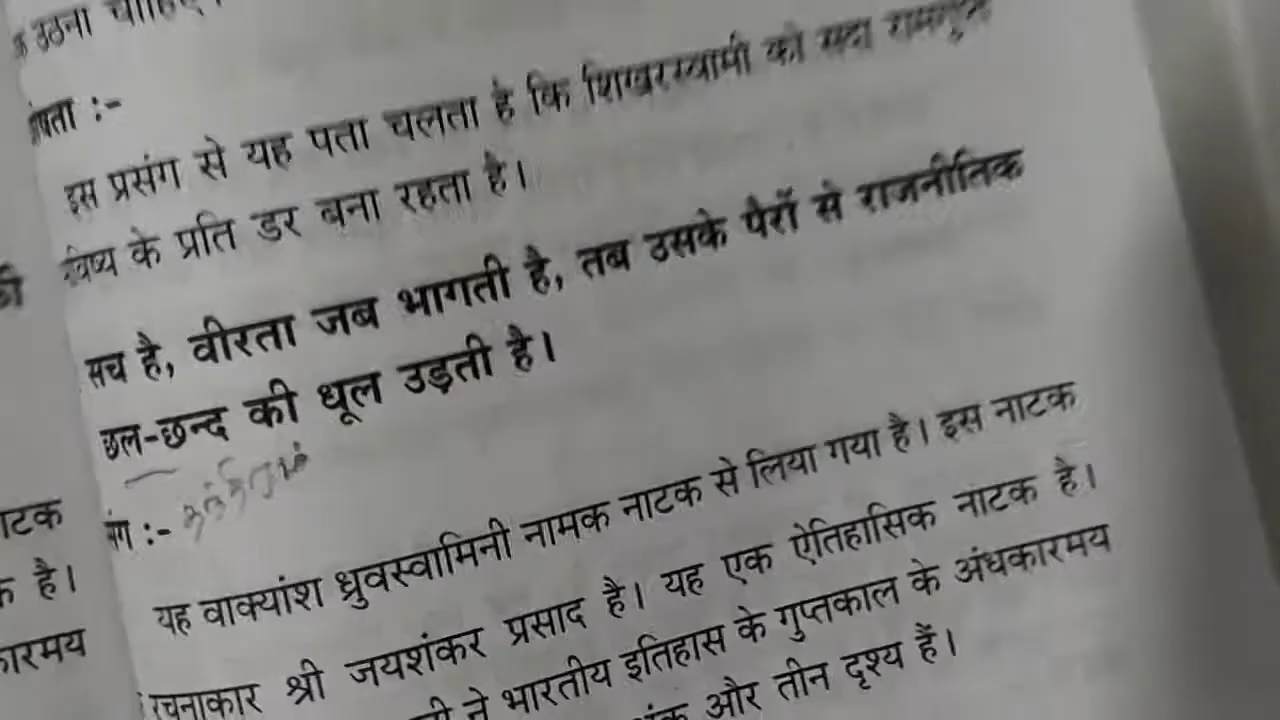 उठना चाहिए।
:-
इस प्रसंग से यह पता चलता है कि शिखरस्वामी को सदा रामगुप्त
के प्रति डर बना रहता है।
सच है, वीरता जब भागती है, तब उसके पैरों से राजनीतिक
छल-छन्द की धूल उड़ती है।
:-
यह वाक्यांश ध्रुवस्वामिनी नामक नाटक से लिया गया है। इस नाटक
रचनाकार श्री जयशंकर प्रसाद है। यह एक ऐतिहासिक नाटक है।
ने भारतीय इतिहास के गुप्तकाल के अंधकारमय
और तीन दृश्य हैं।
है।